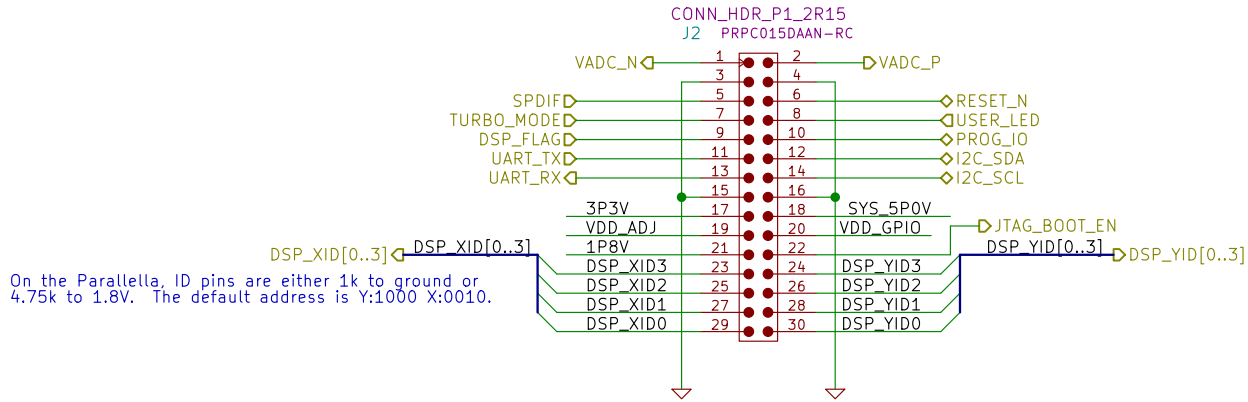 CONN_HDR_P1_2R15
J2 PRPC015DAAN-RC
VADC_N 1 2 VADC_P
3 4
SPDIF 5 6 RESET_N
TURBO_MODE 7 8 USER_LED
DSP_FLAG 9 10 PROG_IO
UART_TX 11 12 I2C_SDA
UART_RX 13 14 I2C_SCL
15 16
3P3V 17 18 SYS_5P0V
VDD_ADJ 19 20 VDD_GPIO JTAG_BOOT_EN
DSP_XID[0..3] DSP_XID[0..3] 1P8V 21 22 DSP_YID[0..3] DSP_YID[0..3]
DSP_XID3 23 24 DSP_YID3
On the Parallella, ID pins are either 1k to ground or
4.75k to 1.8V. The default address is Y:1000 X:0010.
DSP_XID2 25 26 DSP_YID2
DSP_XID1 27 28 DSP_YID1
DSP_XID0 29 30 DSP_YID0